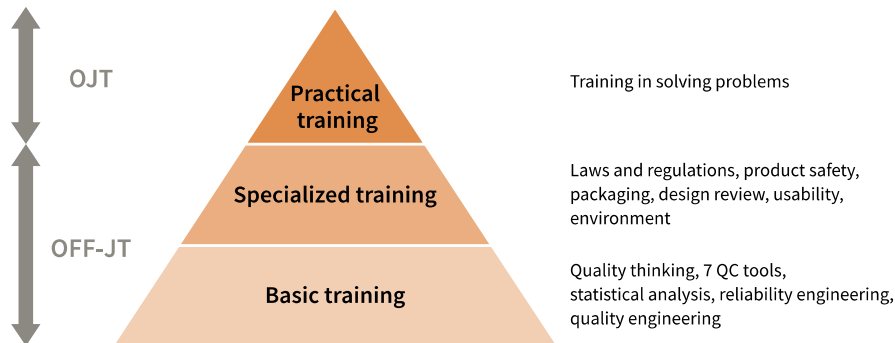 OJT
Practical
training
Training in solving problems
OFF-JT
Specialized training
Laws and regulations, product safety,
packaging, design review, usability,
environment
Basic training
Quality thinking, 7 QC tools,
statistical analysis, reliability engineering,
quality engineering